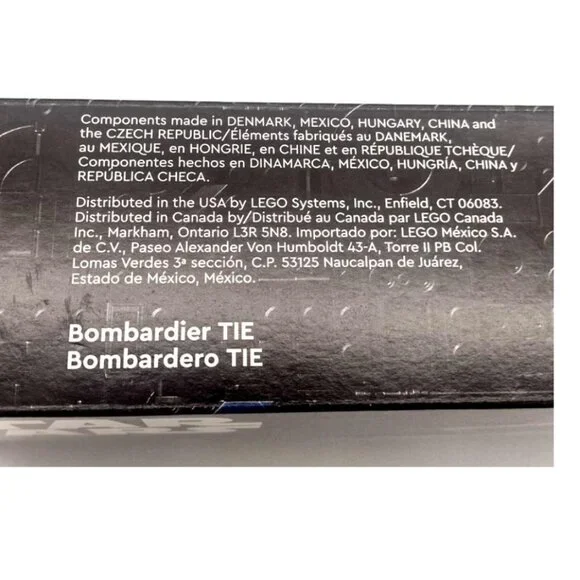 Components made in DENMARK, MEXICO, HUNGARY, CHINA and
the CZECH REPUBLIC/Éléments fabriqués au DANEMARK,
au MEXIQUE, en HONGRIE, en CHINE et en RÉPUBLIQUE TCHÈQUE/
Componentes hechos en DINAMARCA, MÉXICO, HUNGRÍA, CHINA y
REPÚBLICA CHECA.
Distributed in the USA by LEGO Systems, Inc., Enfield, CT 06083.
Distributed in Canada by/Distribué au Canada par LEGO Canada
Inc., Markham, Ontario L3R 5N8. Importado por: LEGO México S.A.
de C.V., Paseo Alexander Von Humboldt 43-A, Torre II PB Col.
Lomas Verdes 3ª sección, C.P. 53125 Naucalpan de Juárez,
Estado de México, México.
Bombardier TIE
Bombardero TIE